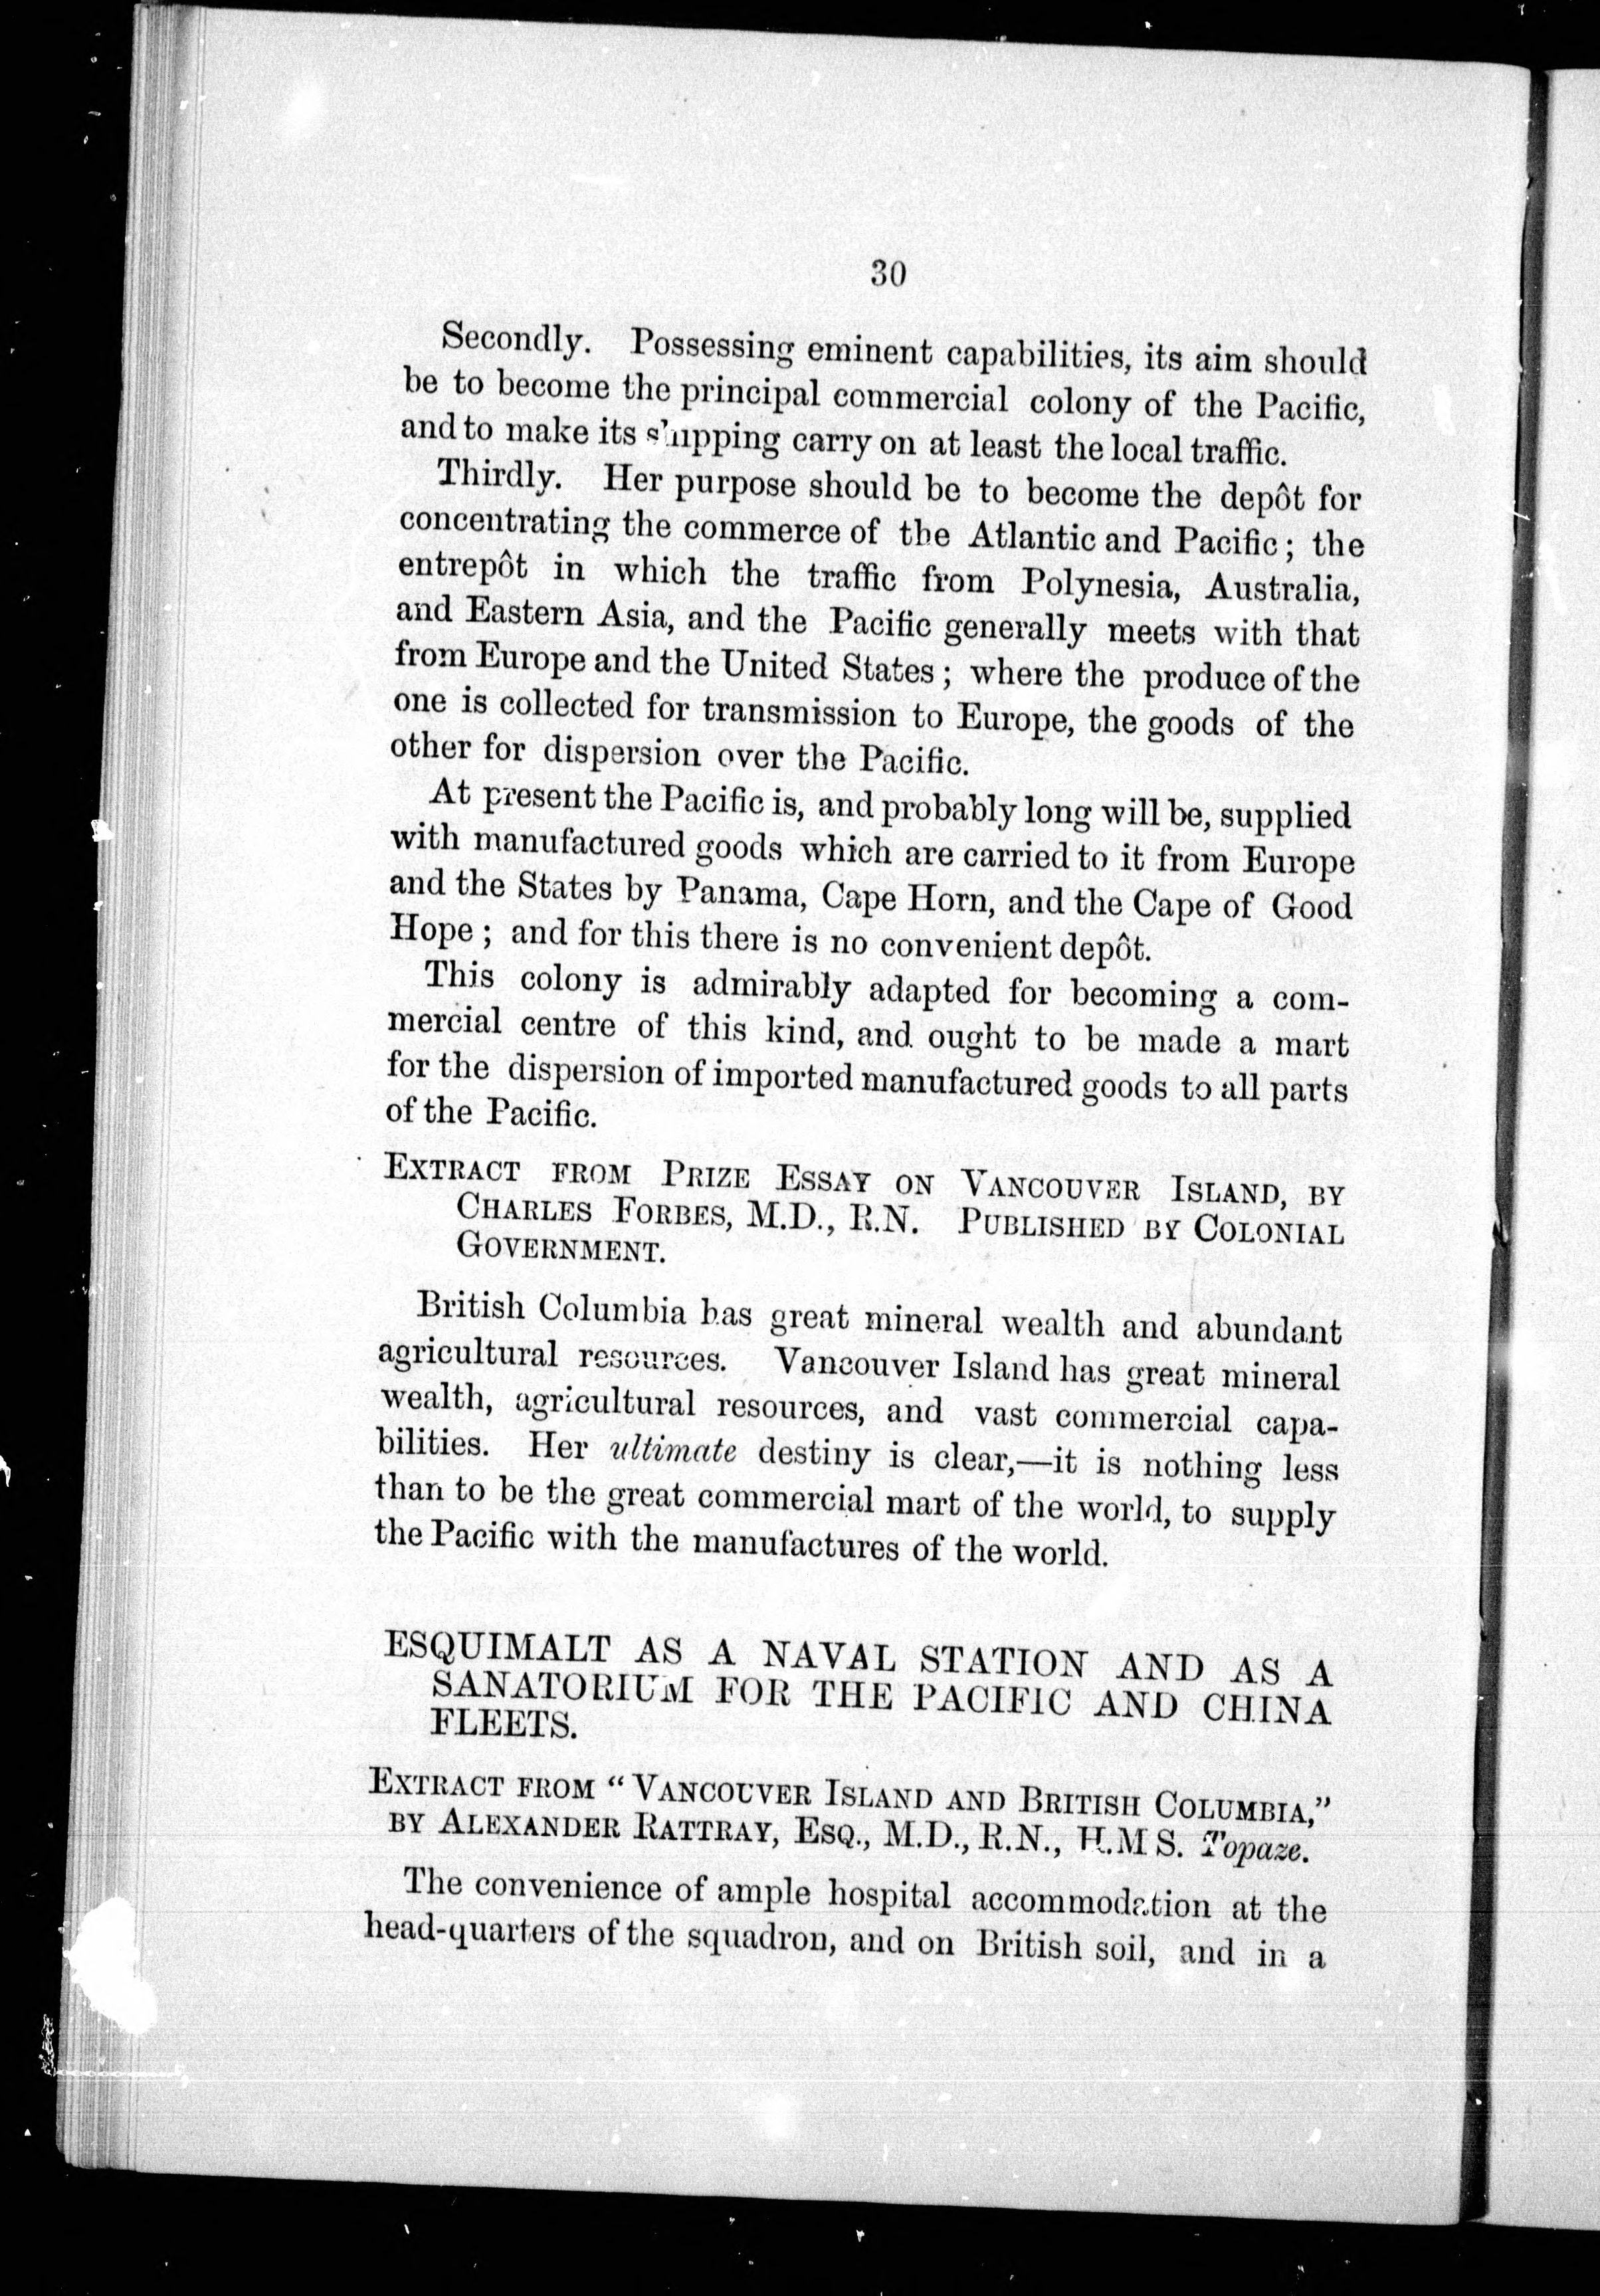 30
Secondly. Possessing eminent capabilities, its aim should
be to become the principal commercial colony of the Pacific,
and to make its shipping carry on at least the local traffic.
Thirdly. Her purpose should be to become the depôt for
concentrating the commerce of the Atlantic and Pacific; the
entrepôt in which the traffic from Polynesia, Australia,
and Eastern Asia, and the Pacific generally meets with that
from Europe and the United States; where the produce of the
one is collected for transmission to Europe, the goods of the
other for dispersion over the Pacific.
At present the Pacific is, and probably long will be, supplied
with manufactured goods which are carried to it from Europe
and the States by Panama, Cape Horn, and the Cape of Good
Hope; and for this there is no convenient depôt.
This colony is admirably adapted for becoming a com-
mercial centre of this kind, and ought to be made a mart
for the dispersion of imported manufactured goods to all parts
of the Pacific.
EXTRACT FROM PRIZE ESSAY ON VANCOUVER ISLAND, BY
CHARLES FORBES, M.D., R.N. PUBLISHED BY COLONIAL
GOVERNMENT.
British Columbia has great mineral wealth and abundant
agricultural resources. Vancouver Island has great mineral
wealth, agricultural resources, and vast commercial capa-
bilities. Her ultimate destiny is clear,—it is nothing less
than to be the great commercial mart of the world, to supply
the Pacific with the manufactures of the world.
ESQUIMALT AS A NAVAL STATION AND AS A
SANATORIUM FOR THE PACIFIC AND CHINA
FLEETS.
EXTRACT FROM "VANCOUVER ISLAND AND BRITISH COLUMBIA,"
BY ALEXANDER RATTRAY, ESQ., M.D., R.N., H.M S. Topaze.
The convenience of ample hospital accommodation at the
head-quarters of the squadron, and on British soil, and in a